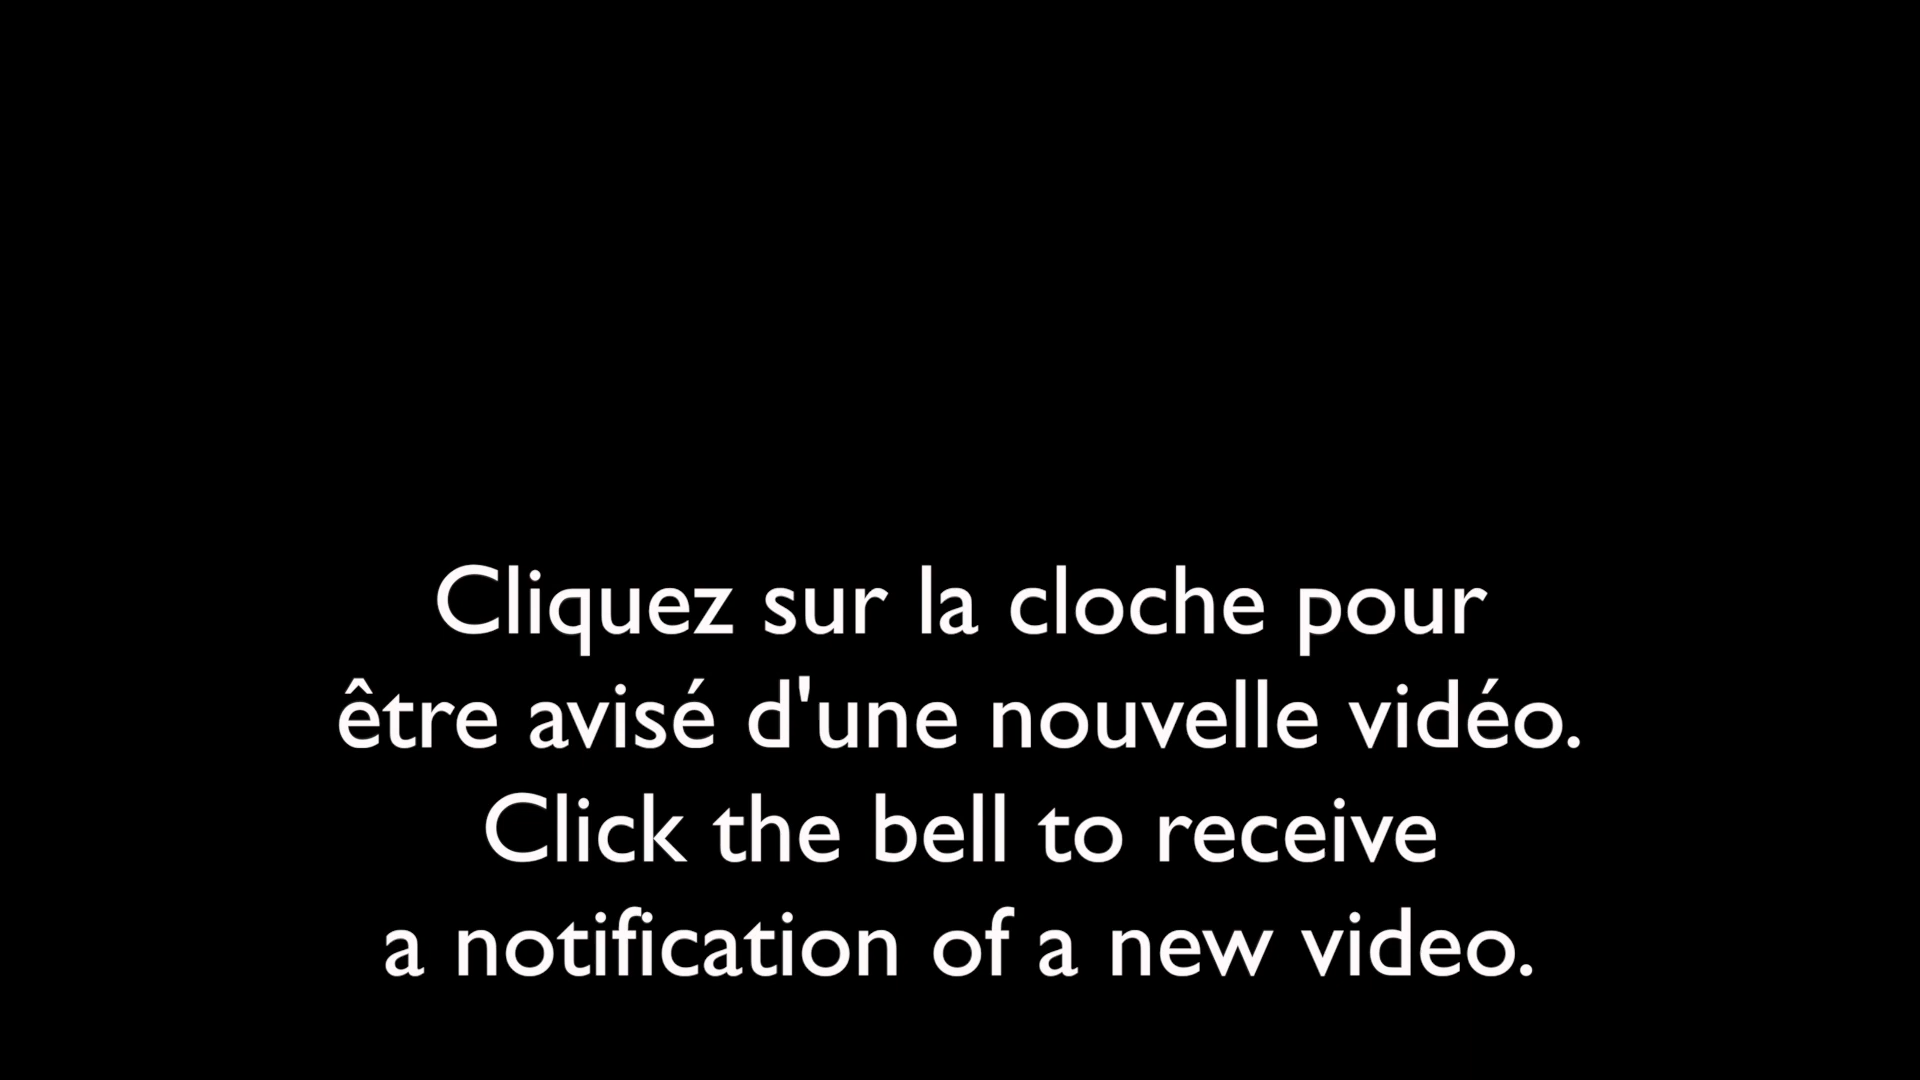 Cliquez sur la cloche pour
être avisé d'une nouvelle vidéo.
Click the bell to receive
a notification of a new video.